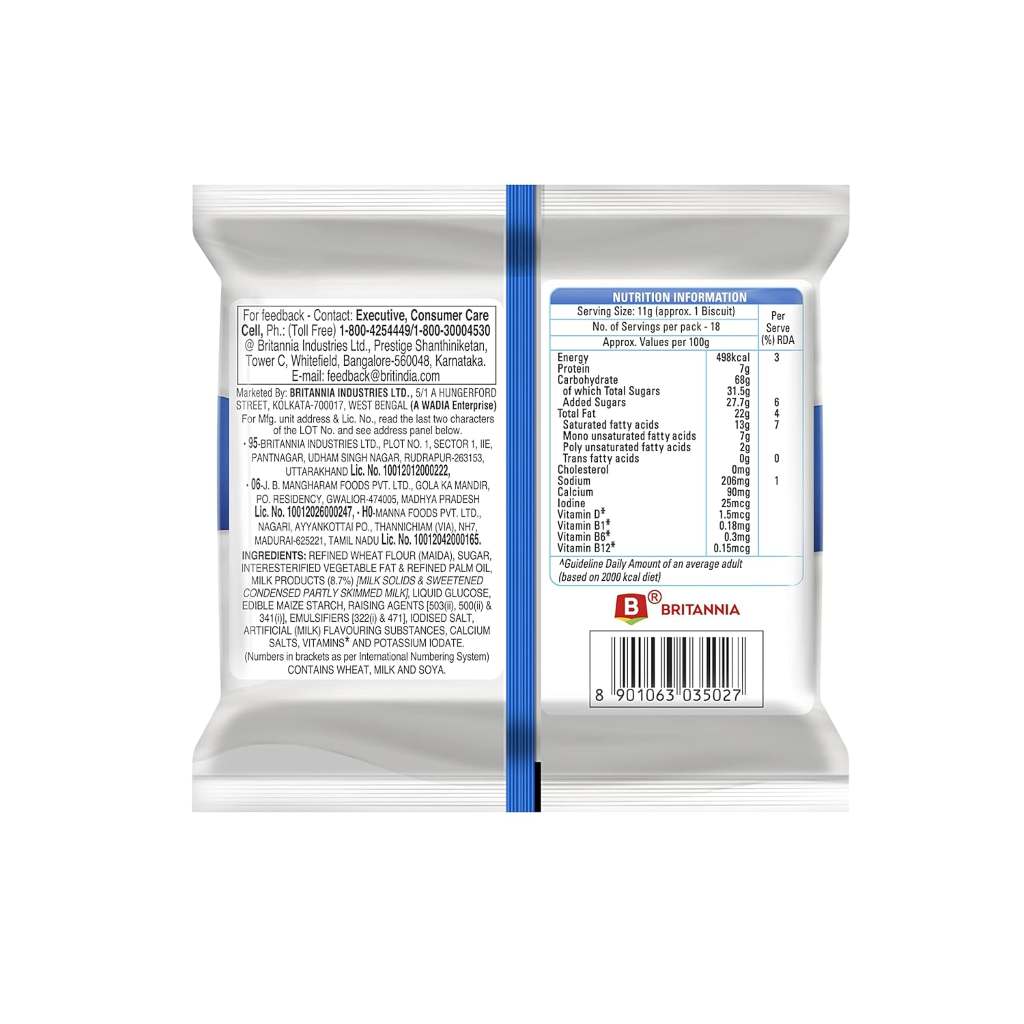 For feedback - Contact: Executive, Consumer Care
Cell, Ph.: (Toll Free) 1-800-4254449/1-800-30004530
@ Britannia Industries Ltd., Prestige Shanthiniketan,
Tower C, Whitefield, Bangalore-560048, Karnataka.
E-mail: feedback@britindia.com
Marketed By: BRITANNIA INDUSTRIES LTD., 5/1 A HUNGERFORD
STREET, KOLKATA-700017, WEST BENGAL (A WADIA Enterprise)
For Mfg. unit address & Lic. No., read the last two characters
of the LOT No. and see address panel below.
• 95-BRITANNIA INDUSTRIES LTD., PLOT NO. 1, SECTOR 1, IIE,
PANTNAGAR, UDHAM SINGH NAGAR, RUDRAPUR-263153,
UTTARAKHAND Lic. No. 10012012000222,
• 06-J. B. MANGHARAM FOODS PVT. LTD., GOLA KA MANDIR,
PO. RESIDENCY, GWALIOR-474005, MADHYA PRADESH
Lic. No. 10012026000247, • H0-MANNA FOODS PVT. LTD.,
NAGARI, AYYANKOTTAI PO., THANNICHIAM (VIA), NH7,
MADURAI-625221, TAMIL NADU Lic. No. 10012042000165.
INGREDIENTS: REFINED WHEAT FLOUR (MAIDA), SUGAR,
INTERESTERIFIED VEGETABLE FAT & REFINED PALM OIL,
MILK PRODUCTS (8.7%) [MILK SOLIDS & SWEETENED
CONDENSED PARTLY SKIMMED MILK], LIQUID GLUCOSE,
EDIBLE MAIZE STARCH, RAISING AGENTS [503(ii), 500(ii) &
341(i)], EMULSIFIERS [322(i) & 471], IODISED SALT,
ARTIFICIAL (MILK) FLAVOURING SUBSTANCES, CALCIUM
SALTS, VITAMINS* AND POTASSIUM IODATE.
(Numbers in brackets as per International Numbering System)
CONTAINS WHEAT, MILK AND SOYA.
NUTRITION INFORMATION
Serving Size: 11g (approx. 1 Biscuit)
No. of Servings per pack - 18
Approx. Values per 100g
Per
Serve
(%) RDA
Energy 498kcal 3
Protein 7g
Carbohydrate 68g
of which Total Sugars 31.5g
Added Sugars 27.7g 6
Total Fat 22g 4
Saturated fatty acids 13g 7
Mono unsaturated fatty acids 7g
Poly unsaturated fatty acids 2g
Trans fatty acids 0g 0
Cholesterol 0mg
Sodium 206mg 1
Calcium 90mg
Iodine 25mcg
Vitamin D* 1.5mcg
Vitamin B1* 0.18mg
Vitamin B6* 0.3mg
Vitamin B12* 0.15mcg
^Guideline Daily Amount of an average adult
(based on 2000 kcal diet)
B ® BRITANNIA
8 901063 035027